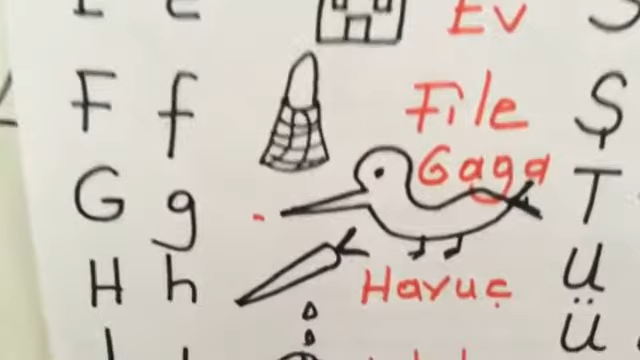 Ev
F f File Ş
G g Gaga T
H h Havuç U
Ü